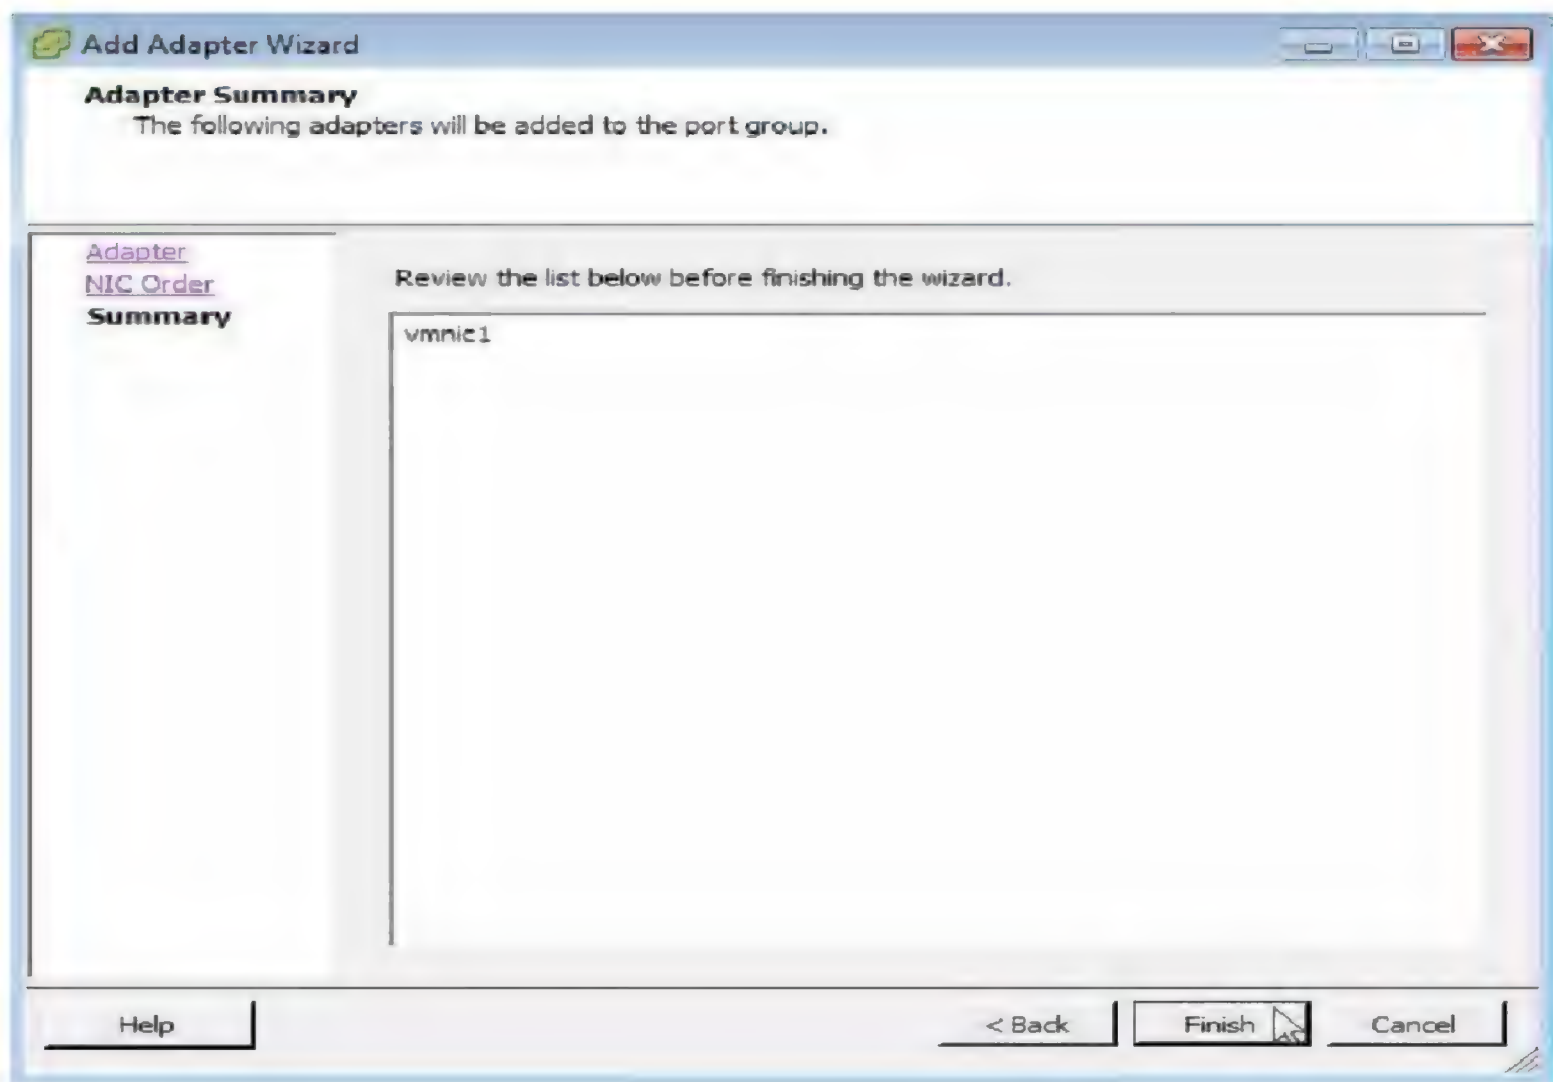 Add Adapter Wizard
Adapter Summary
The following adapters will be added to the port group.
Adapter
NIC Order
Summary
Review the list below before finishing the wizard.
vmnic1
Help
< Back
Finish
Cancel